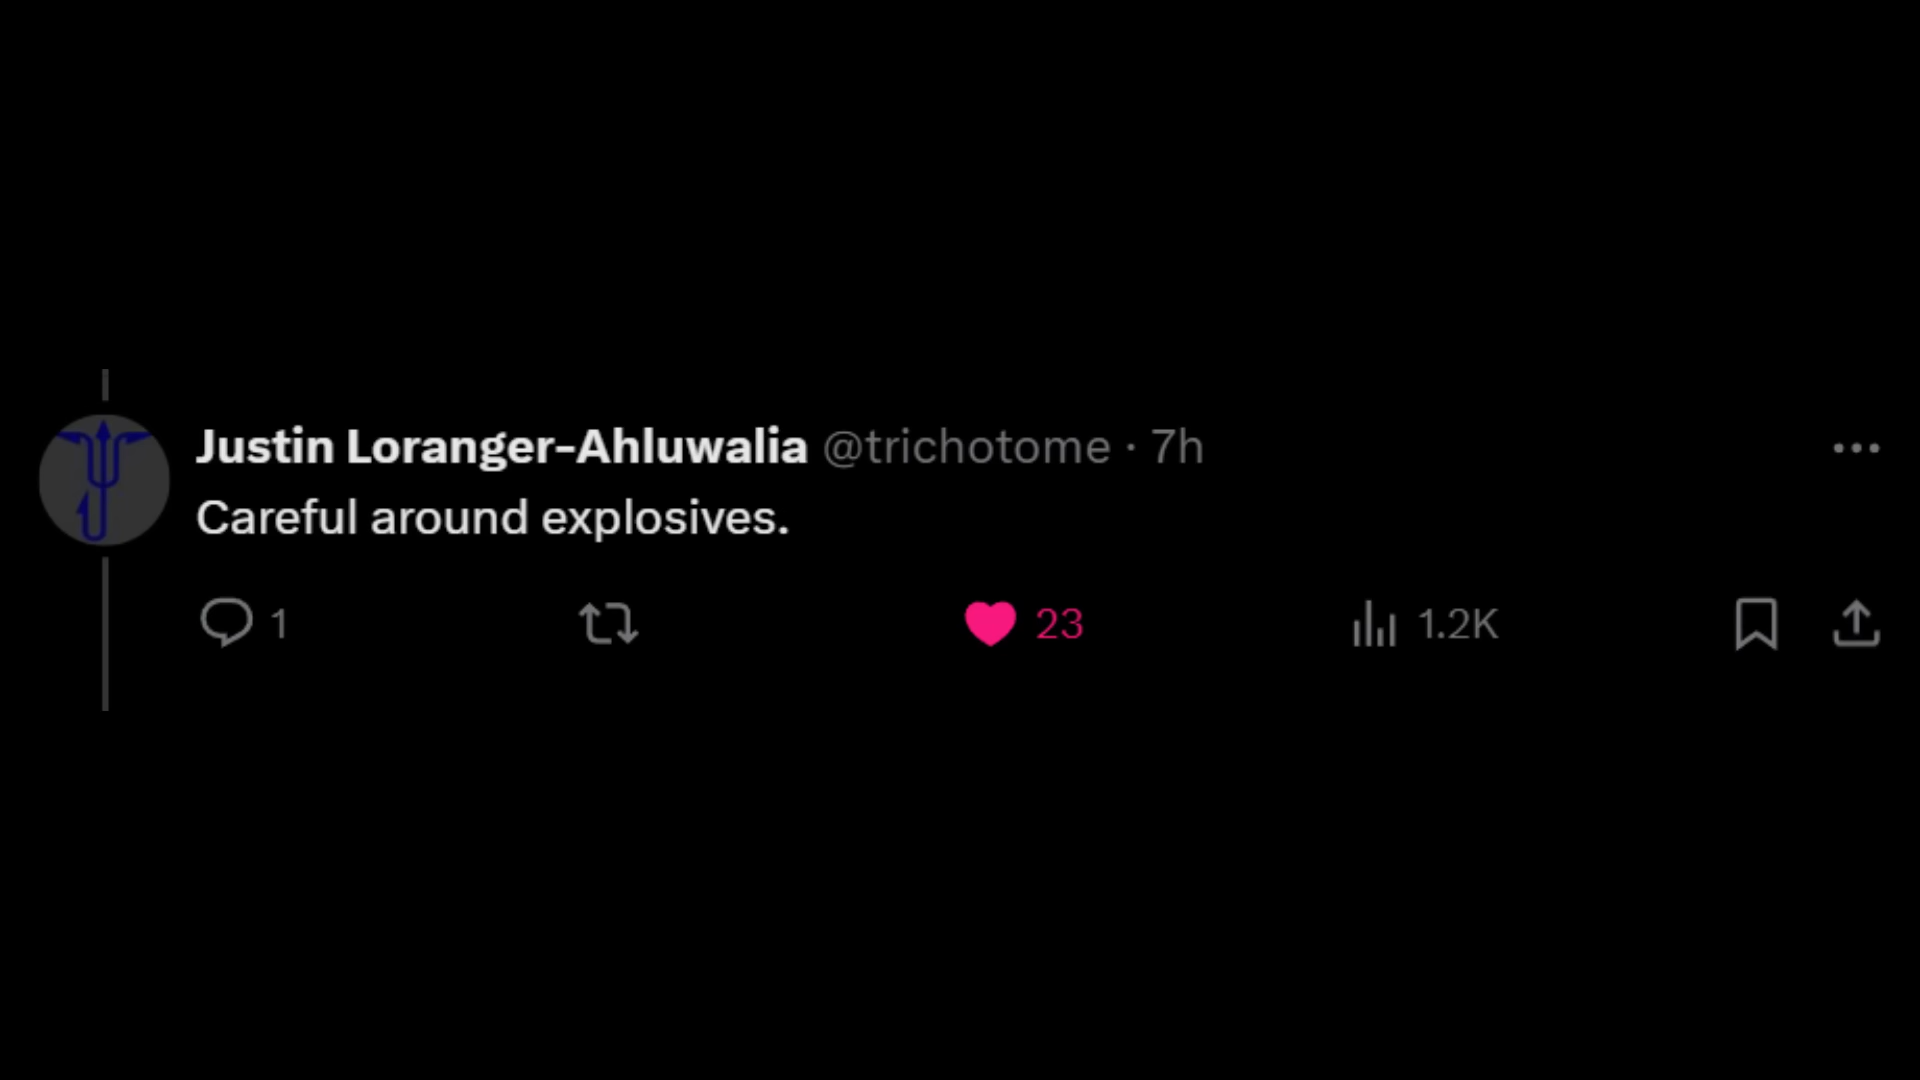 Justin Loranger-Ahluwalia @trichotome · 7h
Careful around explosives.
1 23 1.2K